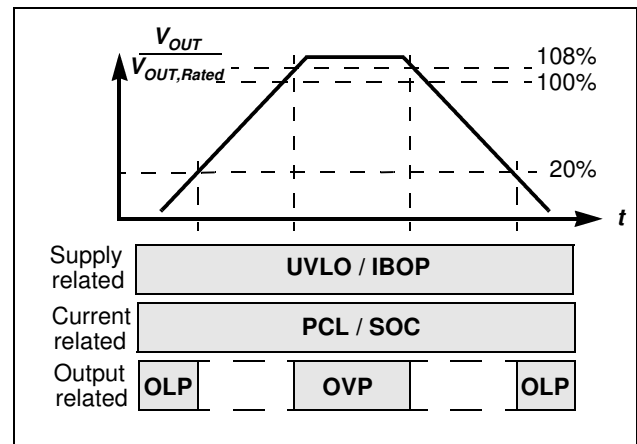 V_OUT
V_OUT,Rated
108%
100%
20%
t
Supply
related
UVLO / IBOP
Current
related
PCL / SOC
Output
related
OLP
OVP
OLP